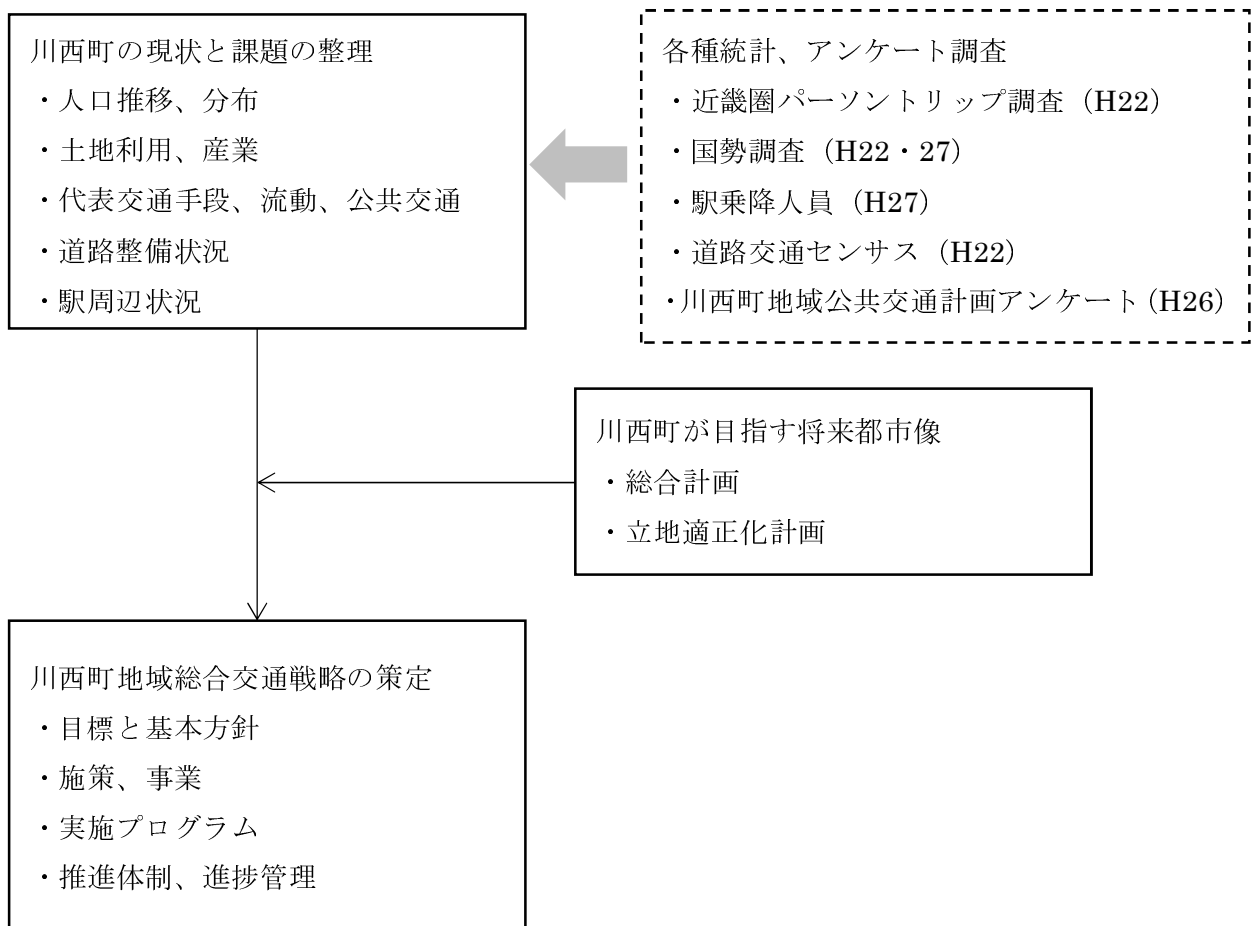 川西町の現状と課題の整理
・人口推移、分布
・土地利用、産業
・代表交通手段、流動、公共交通
・道路整備状況
・駅周辺状況
各種統計、アンケート調査
・近畿圏パーソントリップ調査（H22）
・国勢調査（H22・27）
・駅乗降人員（H27）
・道路交通センサス（H22）
・川西町地域公共交通計画アンケート（H26）
川西町が目指す将来都市像
・総合計画
・立地適正化計画
川西町地域総合交通戦略の策定
・目標と基本方針
・施策、事業
・実施プログラム
・推進体制、進捗管理